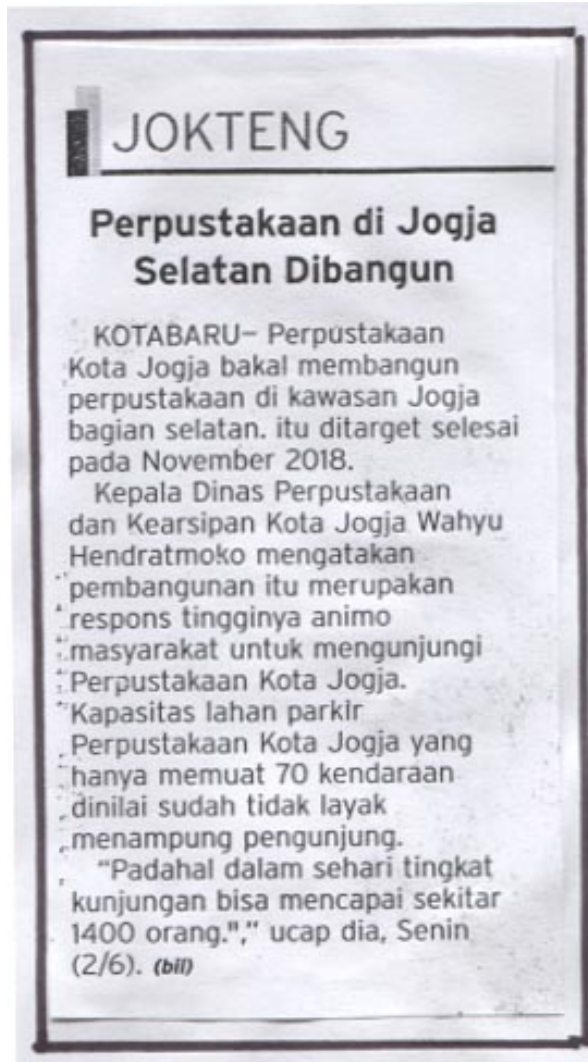 JOKTENG
Perpustakaan di Jogja
Selatan Dibangun
KOTABARU– Perpustakaan
Kota Jogja bakal membangun
perpustakaan di kawasan Jogja
bagian selatan. itu ditarget selesai
pada November 2018.
Kepala Dinas Perpustakaan
dan Kearsipan Kota Jogja Wahyu
Hendratmoko mengatakan
pembangunan itu merupakan
respons tingginya animo
masyarakat untuk mengunjungi
Perpustakaan Kota Jogja.
Kapasitas lahan parkir
Perpustakaan Kota Jogja yang
hanya memuat 70 kendaraan
dinilai sudah tidak layak
menampung pengunjung.
“Padahal dalam sehari tingkat
kunjungan bisa mencapai sekitar
1400 orang.",” ucap dia, Senin
(2/6). (bil)